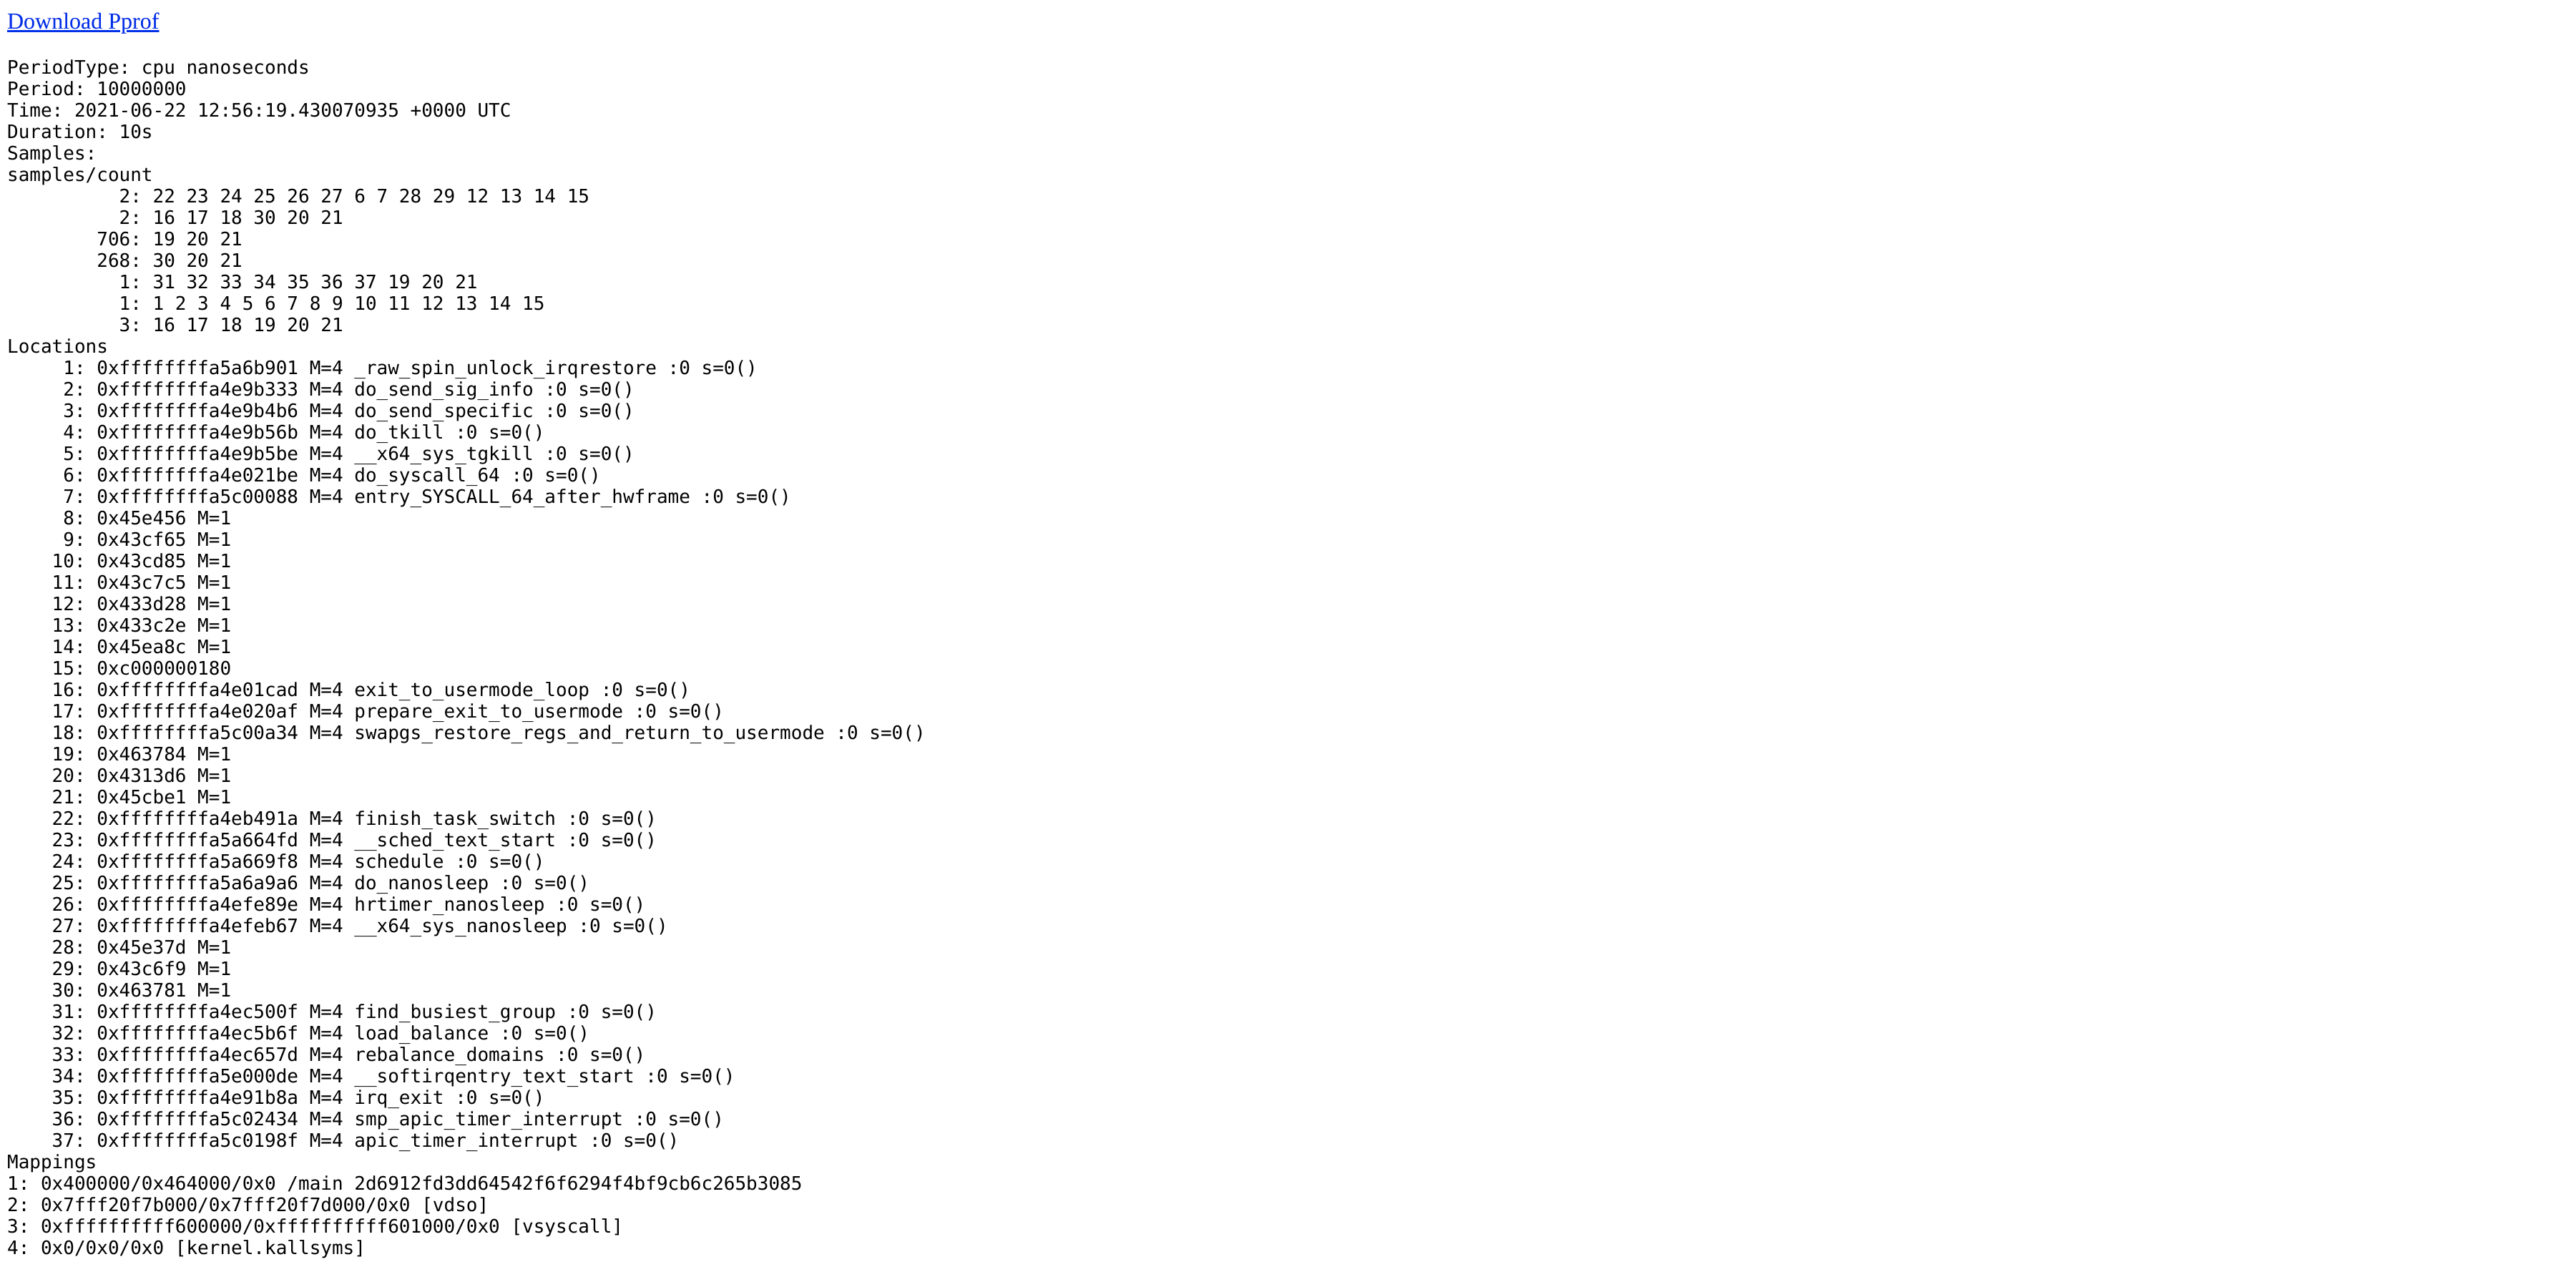 Download Pprof
PeriodType: cpu nanoseconds
Period: 10000000
Time: 2021-06-22 12:56:19.430070935 +0000 UTC
Duration: 10s
Samples:
samples/count
2: 22 23 24 25 26 27 6 7 28 29 12 13 14 15
2: 16 17 18 30 20 21
706: 19 20 21
268: 30 20 21
1: 31 32 33 34 35 36 37 19 20 21
1: 1 2 3 4 5 6 7 8 9 10 11 12 13 14 15
3: 16 17 18 19 20 21
Locations
1: 0xffffffffa5a6b901 M=4 _raw_spin_unlock_irqrestore :0 s=0()
2: 0xffffffffa4e9b333 M=4 do_send_sig_info :0 s=0()
3: 0xffffffffa4e9b4b6 M=4 do_send_specific :0 s=0()
4: 0xffffffffa4e9b56b M=4 do_tkill :0 s=0()
5: 0xffffffffa4e9b5be M=4 __x64_sys_tgkill :0 s=0()
6: 0xffffffffa4e021be M=4 do_syscall_64 :0 s=0()
7: 0xffffffffa5c00088 M=4 entry_SYSCALL_64_after_hwframe :0 s=0()
8: 0x45e456 M=1
9: 0x43cf65 M=1
10: 0x43cd85 M=1
11: 0x43c7c5 M=1
12: 0x433d28 M=1
13: 0x433c2e M=1
14: 0x45ea8c M=1
15: 0xc000000180
16: 0xffffffffa4e01cad M=4 exit_to_usermode_loop :0 s=0()
17: 0xffffffffa4e020af M=4 prepare_exit_to_usermode :0 s=0()
18: 0xffffffffa5c00a34 M=4 swapgs_restore_regs_and_return_to_usermode :0 s=0()
19: 0x463784 M=1
20: 0x4313d6 M=1
21: 0x45cbe1 M=1
22: 0xffffffffa4eb491a M=4 finish_task_switch :0 s=0()
23: 0xffffffffa5a664fd M=4 __sched_text_start :0 s=0()
24: 0xffffffffa5a669f8 M=4 schedule :0 s=0()
25: 0xffffffffa5a6a9a6 M=4 do_nanosleep :0 s=0()
26: 0xffffffffa4efe89e M=4 hrtimer_nanosleep :0 s=0()
27: 0xffffffffa4efeb67 M=4 __x64_sys_nanosleep :0 s=0()
28: 0x45e37d M=1
29: 0x43c6f9 M=1
30: 0x463781 M=1
31: 0xffffffffa4ec500f M=4 find_busiest_group :0 s=0()
32: 0xffffffffa4ec5b6f M=4 load_balance :0 s=0()
33: 0xffffffffa4ec657d M=4 rebalance_domains :0 s=0()
34: 0xffffffffa5e000de M=4 __softirqentry_text_start :0 s=0()
35: 0xffffffffa4e91b8a M=4 irq_exit :0 s=0()
36: 0xffffffffa5c02434 M=4 smp_apic_timer_interrupt :0 s=0()
37: 0xffffffffa5c0198f M=4 apic_timer_interrupt :0 s=0()
Mappings
1: 0x400000/0x464000/0x0 /main 2d6912fd3dd64542f6f6294f4bf9cb6c265b3085
2: 0x7fff20f7b000/0x7fff20f7d000/0x0 [vdso]
3: 0xffffffffff600000/0xffffffffff601000/0x0 [vsyscall]
4: 0x0/0x0/0x0 [kernel.kallsyms]